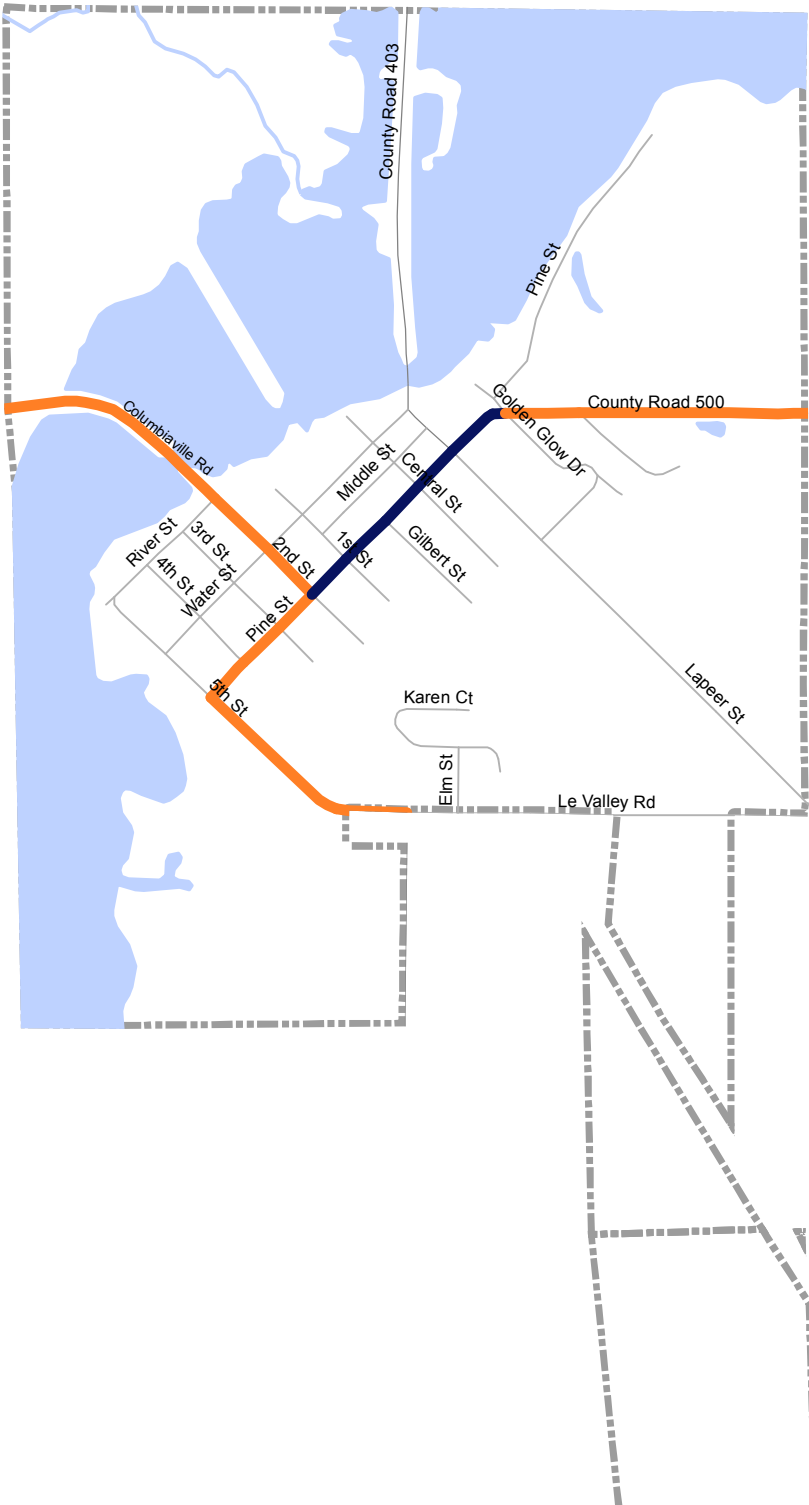 County Road 403
Pine St
Golden Glow Dr
County Road 500
Columbiaville Rd
Middle St
Central St
River St
3rd St
4th St
Water St
2nd St
1st St
Gilbert St
Pine St
5th St
Karen Ct
Lapeer St
Elm St
Le Valley Rd